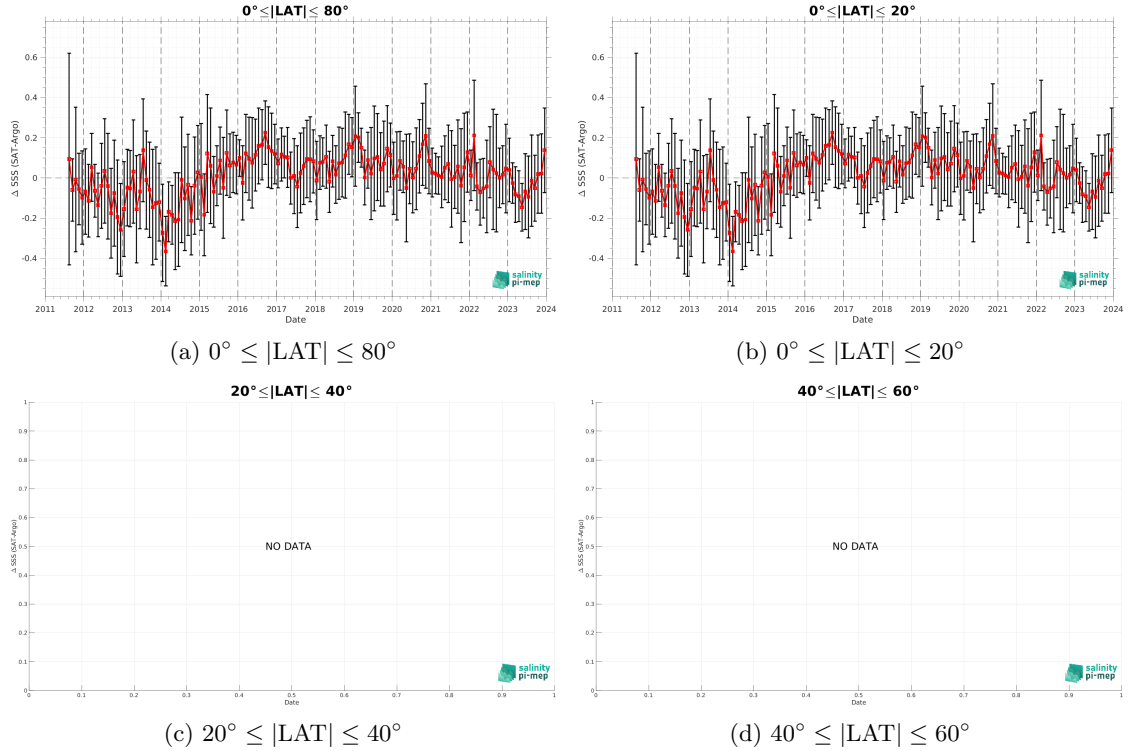 0°≤|LAT|≤ 80°
Δ SSS (SAT-Argo)
0.6
0.4
0.2
0
-0.2
-0.4
2011 2012 2013 2014 2015 2016 2017 2018 2019 2020 2021 2022 2023 2024
Date
salinity
pi-mep
(a) 0° ≤ |LAT| ≤ 80°
0°≤|LAT|≤ 20°
Δ SSS (SAT-Argo)
0.6
0.4
0.2
0
-0.2
-0.4
2011 2012 2013 2014 2015 2016 2017 2018 2019 2020 2021 2022 2023 2024
Date
salinity
pi-mep
(b) 0° ≤ |LAT| ≤ 20°
20°≤|LAT|≤ 40°
Δ SSS (SAT-Argo)
1
0.9
0.8
0.7
0.6
0.5
0.4
0.3
0.2
0.1
0
NO DATA
0 0.1 0.2 0.3 0.4 0.5 0.6 0.7 0.8 0.9 1
Date
salinity
pi-mep
(c) 20° ≤ |LAT| ≤ 40°
40°≤|LAT|≤ 60°
Δ SSS (SAT-Argo)
1
0.9
0.8
0.7
0.6
0.5
0.4
0.3
0.2
0.1
0
NO DATA
0 0.1 0.2 0.3 0.4 0.5 0.6 0.7 0.8 0.9 1
Date
salinity
pi-mep
(d) 40° ≤ |LAT| ≤ 60°